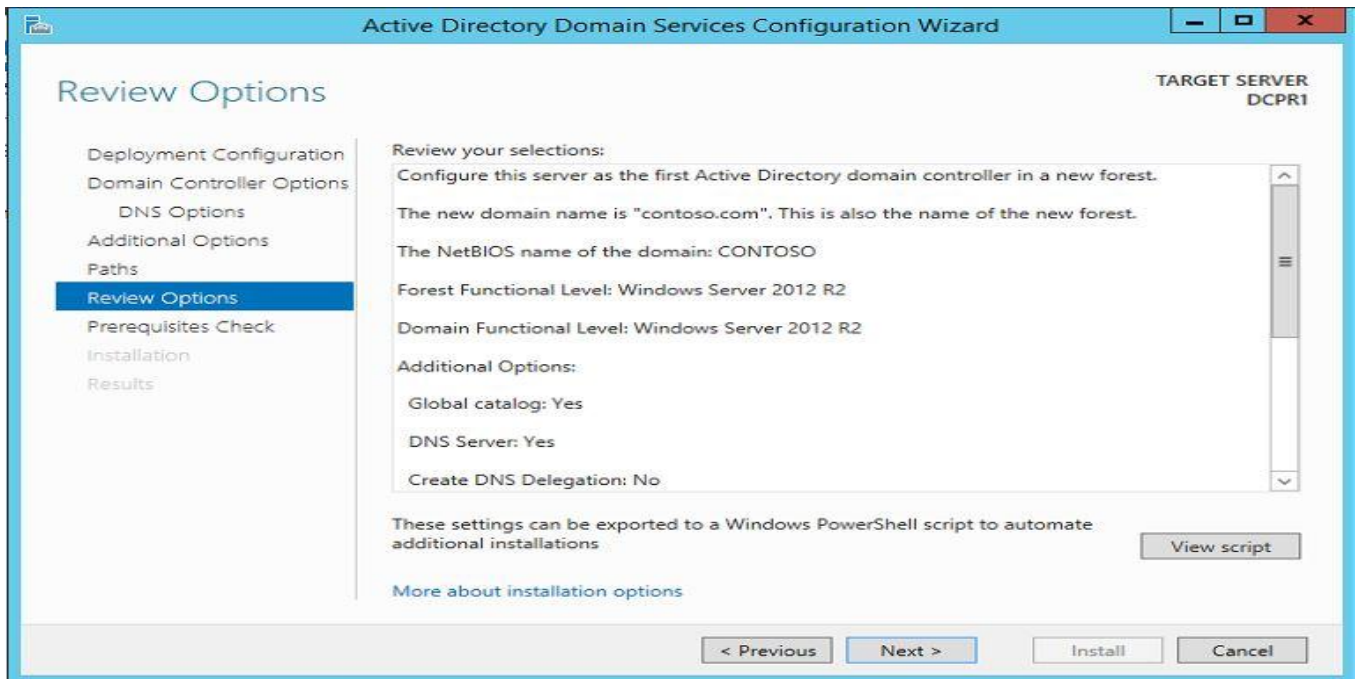 Active Directory Domain Services Configuration Wizard
Review Options
TARGET SERVER
DCPR1
Deployment Configuration
Domain Controller Options
DNS Options
Additional Options
Paths
Review Options
Prerequisites Check
Installation
Results
Review your selections:
Configure this server as the first Active Directory domain controller in a new forest.
The new domain name is "contoso.com". This is also the name of the new forest.
The NetBIOS name of the domain: CONTOSO
Forest Functional Level: Windows Server 2012 R2
Domain Functional Level: Windows Server 2012 R2
Additional Options:
Global catalog: Yes
DNS Server: Yes
Create DNS Delegation: No
These settings can be exported to a Windows PowerShell script to automate
additional installations
View script
More about installation options
< Previous
Next >
Install
Cancel